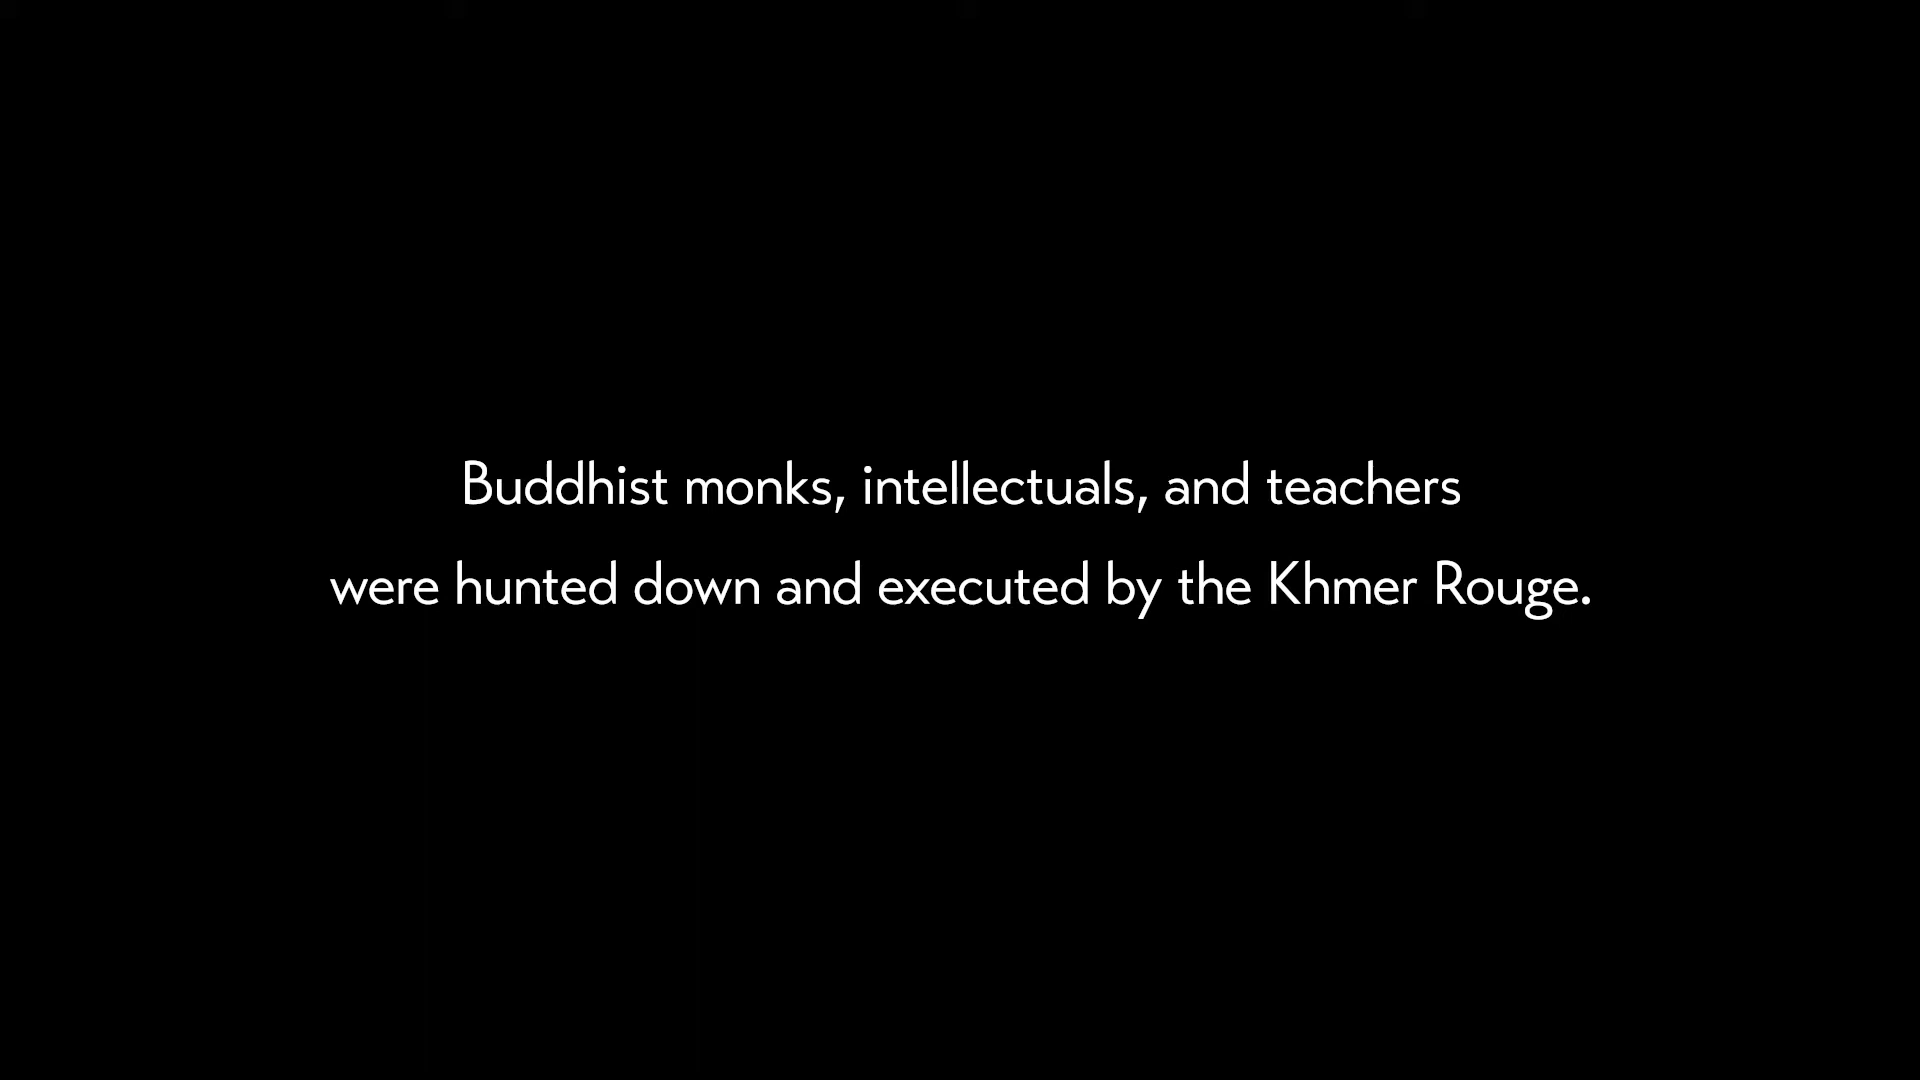 Buddhist monks, intellectuals, and teachers
were hunted down and executed by the Khmer Rouge.